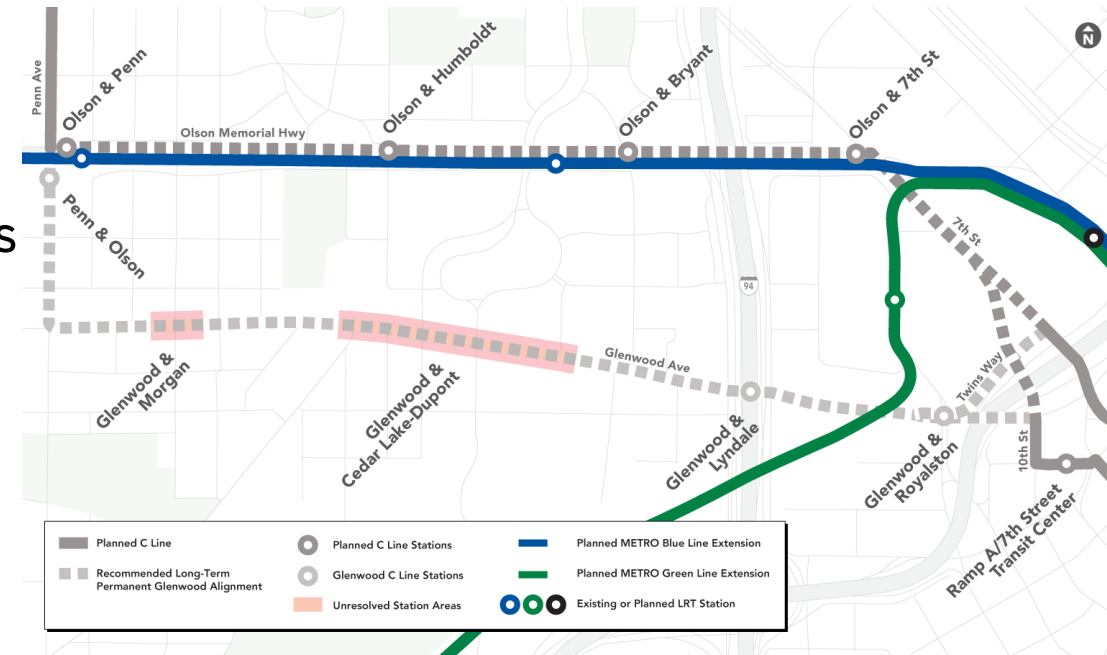 S
N
Penn Ave
Olson & Penn
Olson Memorial Hwy
Olson & Humboldt
Olson & Bryant
Olson & 7th St
Penn & Olson
7th St
94
Glenwood &
Morgan
Glenwood &
Cedar Lake-Dupont
Glenwood Ave
Glenwood &
Lyndale
Twins Way
Glenwood &
Royalston
10th St
Ramp A/7th Street
Transit Center
Planned C Line
Recommended Long-Term
Permanent Glenwood Alignment
Planned C Line Stations
Glenwood C Line Stations
Unresolved Station Areas
Planned METRO Blue Line Extension
Planned METRO Green Line Extension
Existing or Planned LRT Station